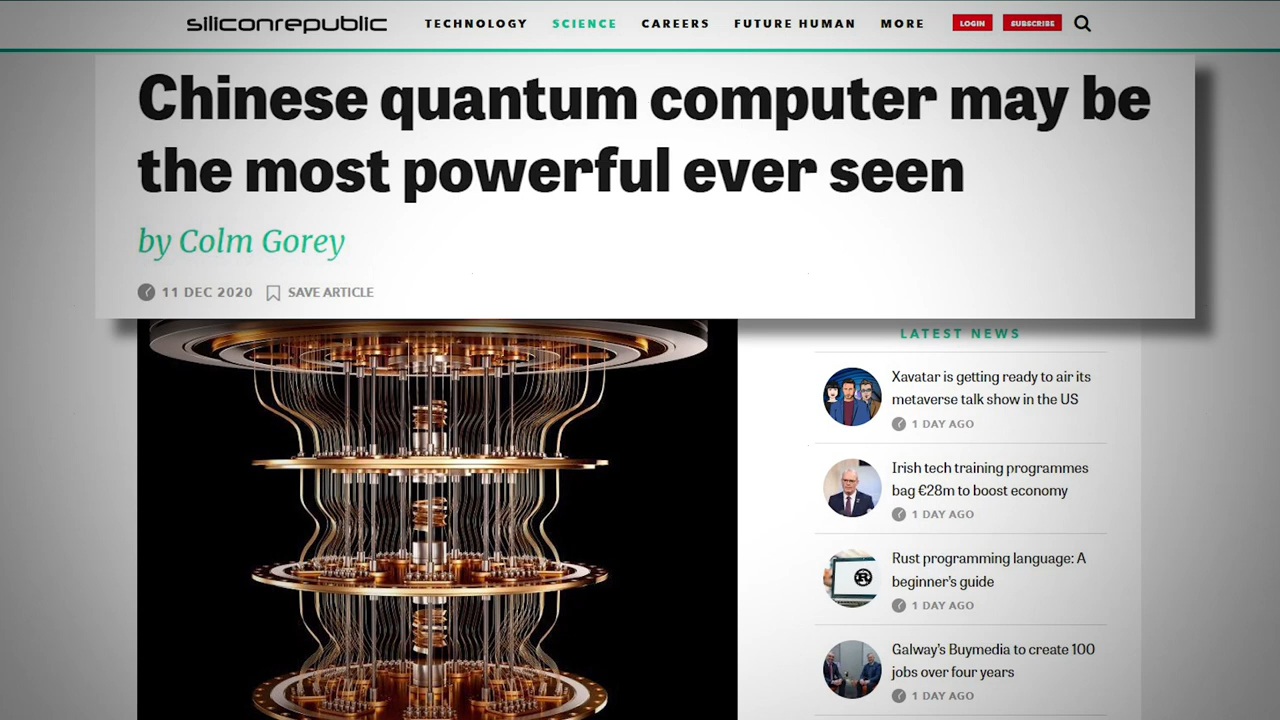 siliconrepublic TECHNOLOGY SCIENCE CAREERS FUTURE HUMAN MORE LOGIN SUBSCRIBE
Chinese quantum computer may be
the most powerful ever seen
by Colm Gorey
11 DEC 2020 SAVE ARTICLE
LATEST NEWS
Xavatar is getting ready to air its
metaverse talk show in the US
1 DAY AGO
Irish tech training programmes
bag €28m to boost economy
1 DAY AGO
Rust programming language: A
beginner's guide
1 DAY AGO
Galway's Buymedia to create 100
jobs over four years
1 DAY AGO